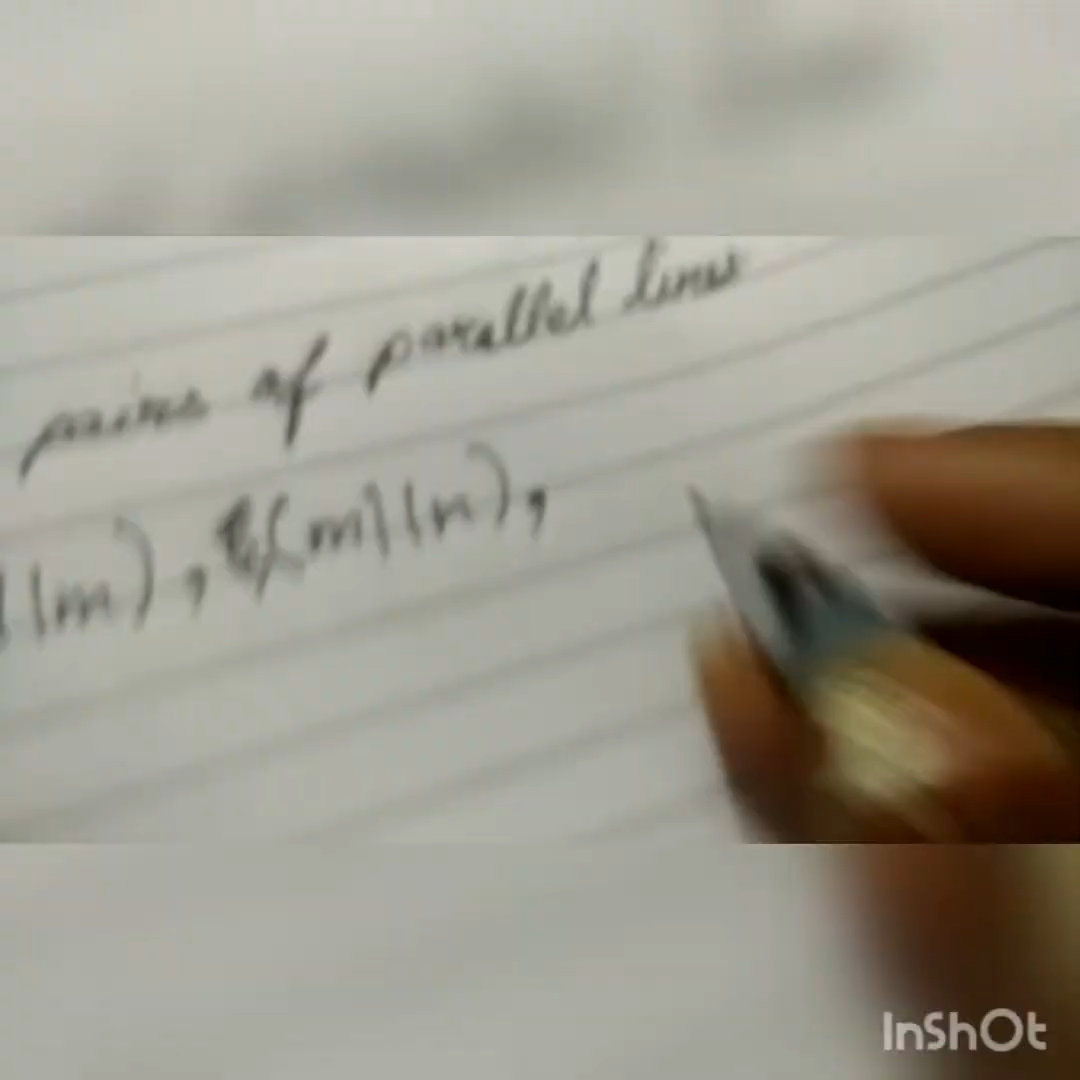 pairs of parallel lines
||m), (m||n),
InShOt